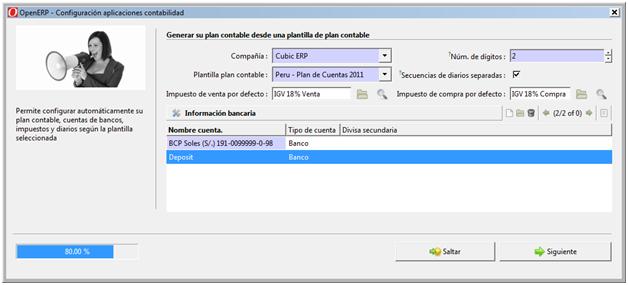 OpenERP - Configuración aplicaciones contabilidad
Generar su plan contable desde una plantilla de plan contable
Compañía : Cubic ERP ?Núm. de dígitos : 2
Plantilla plan contable : Peru - Plan de Cuentas 2011 ?Secuencias de diarios separadas :
Impuesto de venta por defecto : IGV 18% Venta Impuesto de compra por defecto : IGV 18% Compra
Permite configurar automáticamente su
plan contable, cuentas de bancos,
impuestos y diarios según la plantilla
seleccionada
Información bancaria (2/2 of 0)
Nombre cuenta. Tipo de cuenta Divisa secundaria
BCP Soles (S/.) 191-0099999-0-98 Banco
Deposit Banco
80.00 % Saltar Siguiente